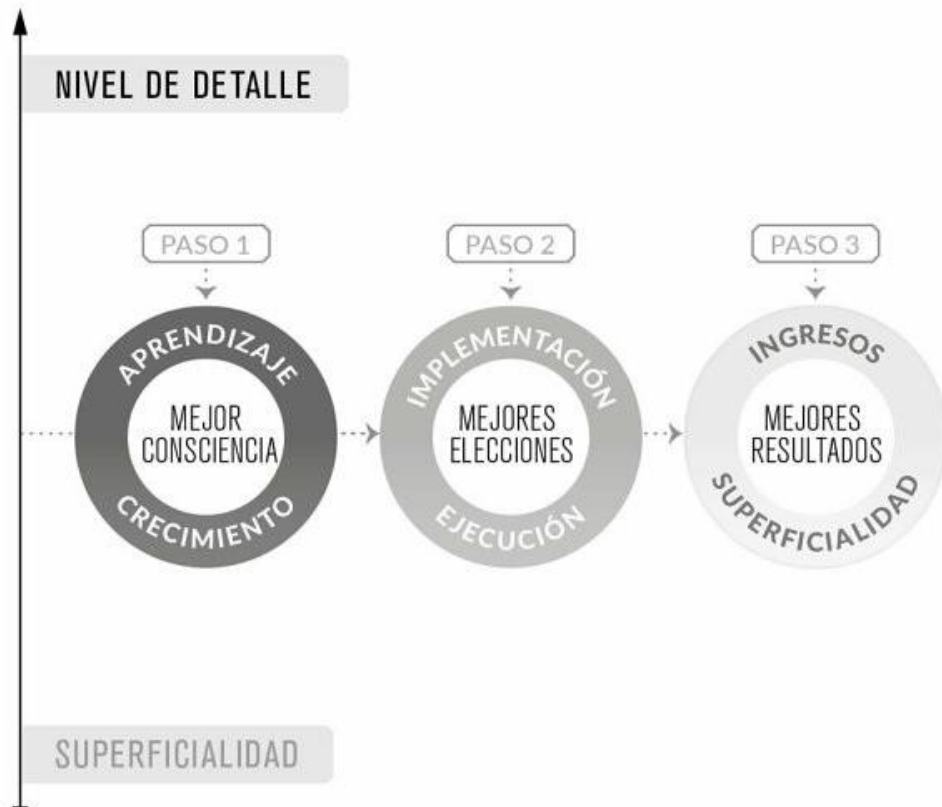 NIVEL DE DETALLE
PASO 1
PASO 2
PASO 3
APRENDIZAJE
MEJOR
CONSCIENCIA
CRECIMIENTO
IMPLEMENTACIÓN
MEJORES
ELECCIONES
EJECUCIÓN
INGRESOS
MEJORES
RESULTADOS
SUPERFICIALIDAD
SUPERFICIALIDAD